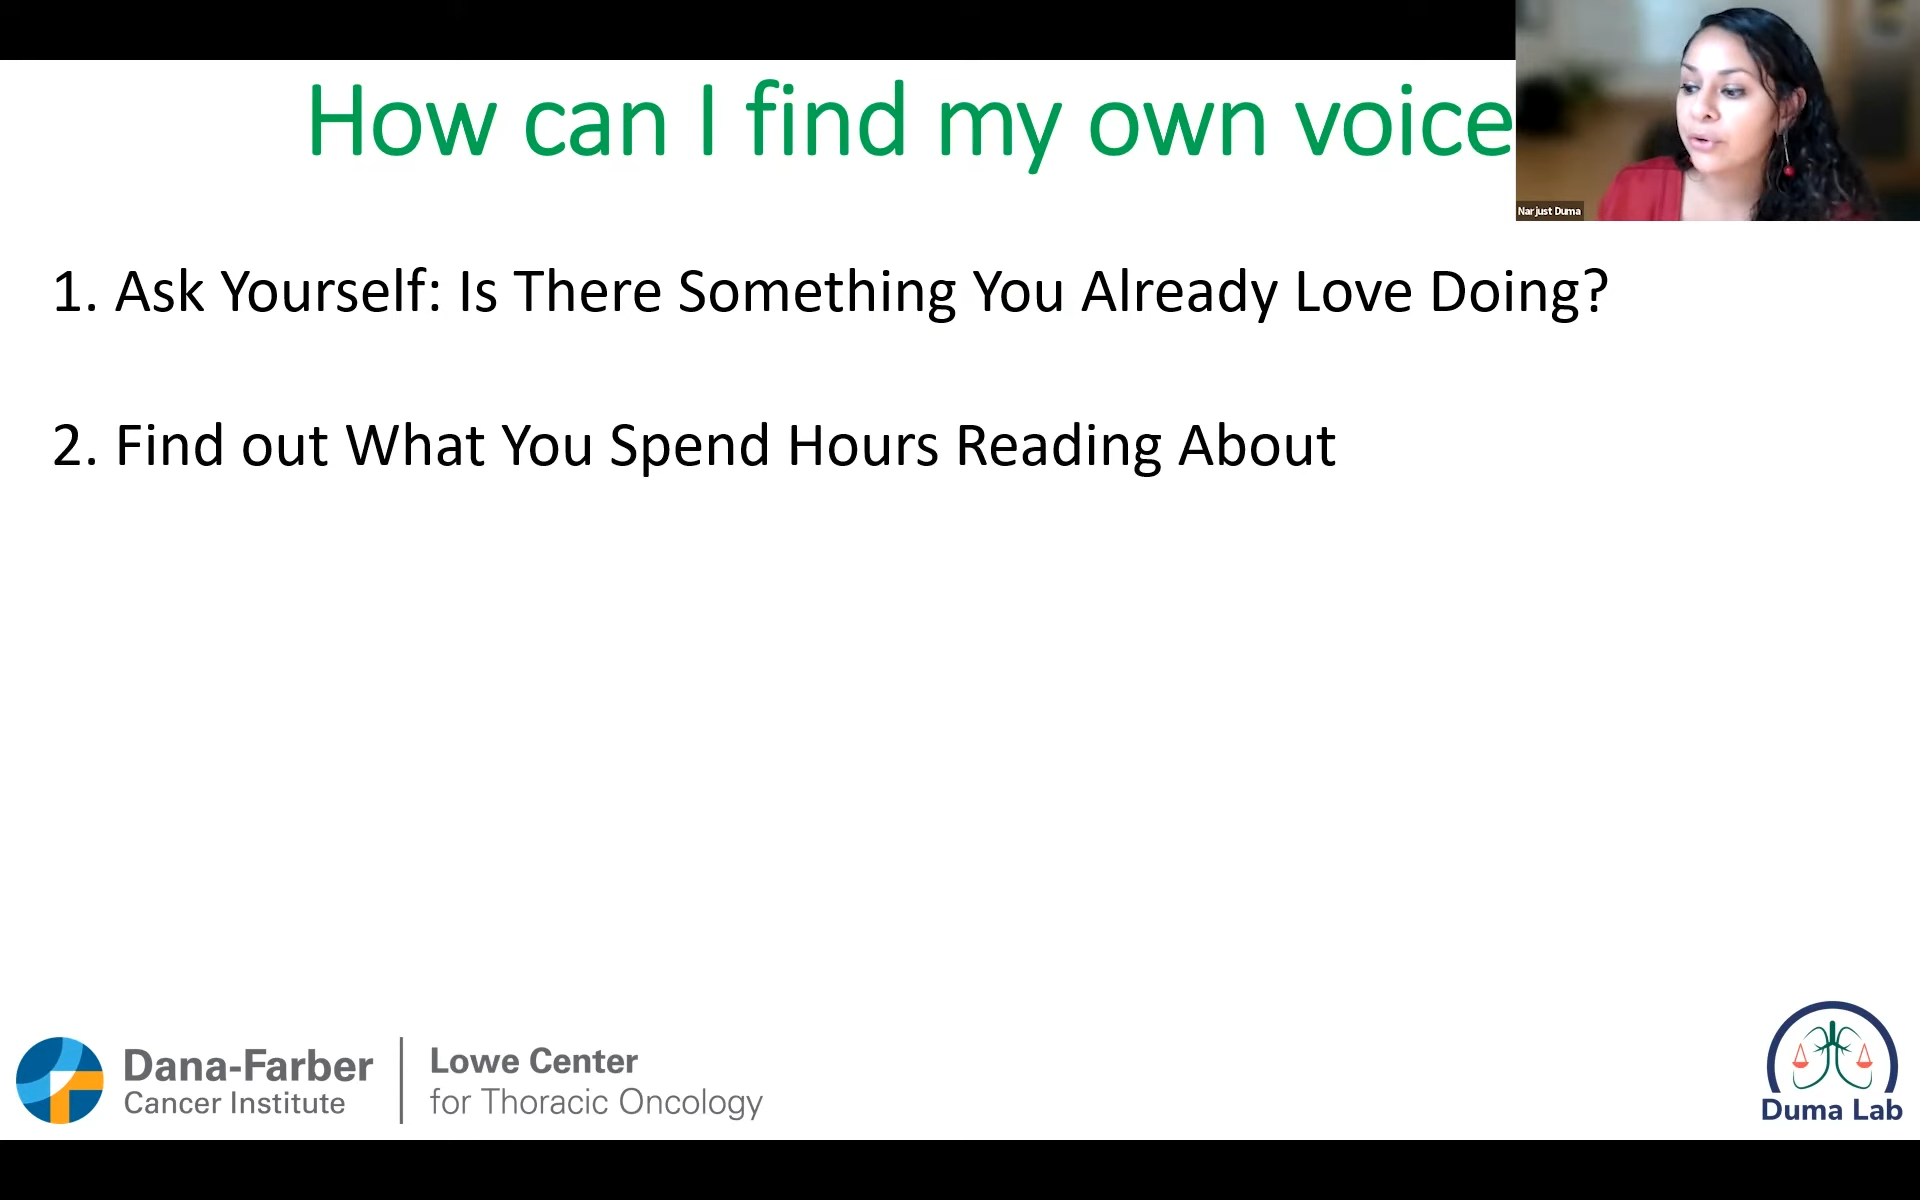 How can I find my own voice
Narjust Duma
1. Ask Yourself: Is There Something You Already Love Doing?
2. Find out What You Spend Hours Reading About
Dana-Farber
Cancer Institute
Lowe Center
for Thoracic Oncology
Duma Lab